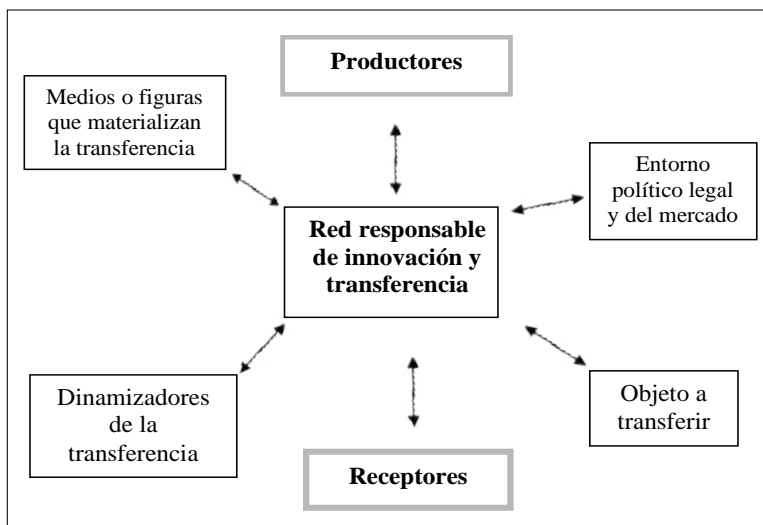 Productores
Medios o figuras
que materializan
la transferencia
Entorno
político legal
y del mercado
Red responsable
de innovación y
transferencia
Dinamizadores
de la
transferencia
Objeto a
transferir
Receptores